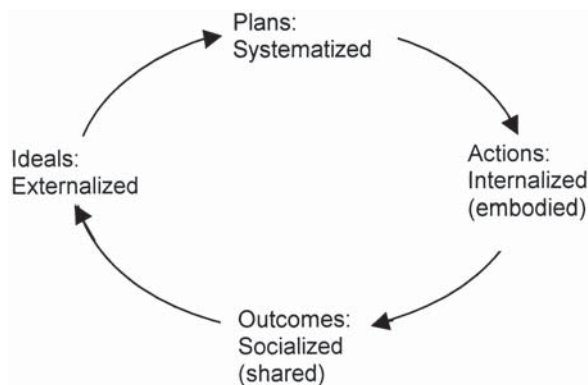 Plans:
Systematized
Ideals:
Externalized
Actions:
Internalized
(embodied)
Outcomes:
Socialized
(shared)